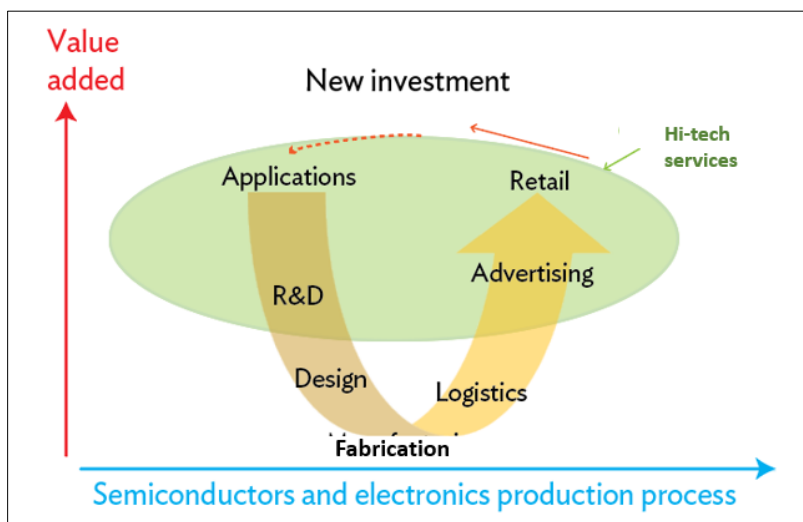 Value
added
New investment
Hi-tech
services
Applications
Retail
R&D
Advertising
Design
Logistics
Fabrication
Semiconductors and electronics production process